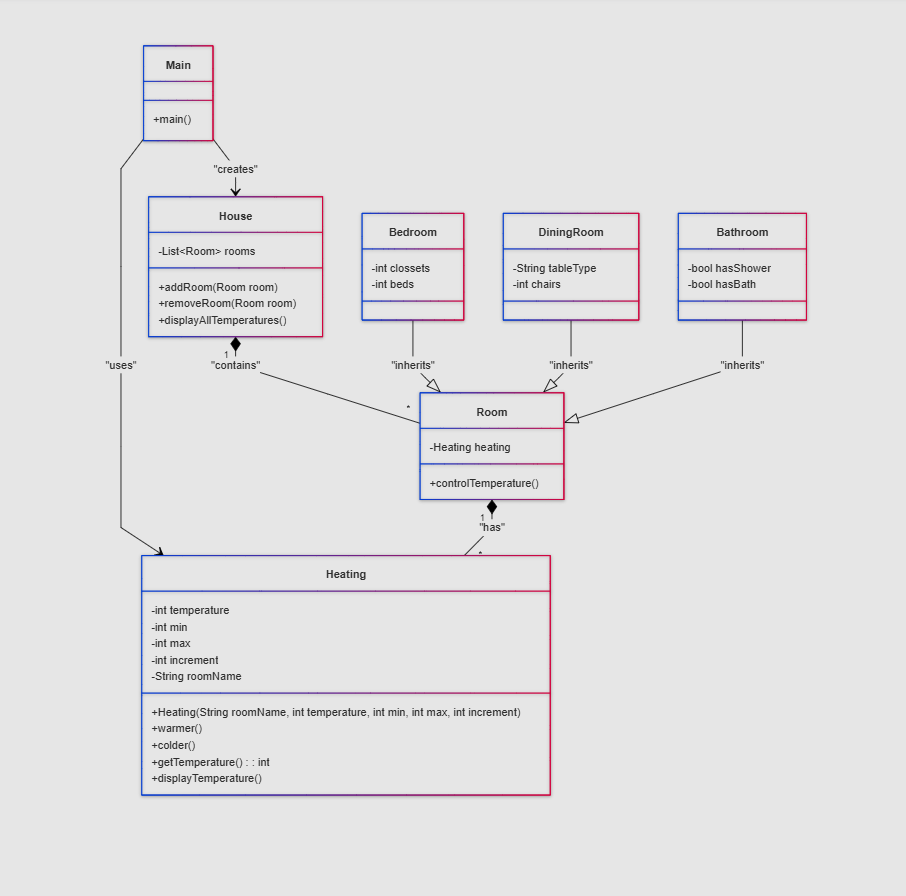 Main
+main()
"creates"
House
-List<Room> rooms
+addRoom(Room room)
+removeRoom(Room room)
+displayAllTemperatures()
Bedroom
-int clossets
-int beds
DiningRoom
-String tableType
-int chairs
Bathroom
-bool hasShower
-bool hasBath
1
"uses"
"contains"
"inherits"
"inherits"
"inherits"
*
Room
-Heating heating
+controlTemperature()
1
"has"
*
Heating
-int temperature
-int min
-int max
-int increment
-String roomName
+Heating(String roomName, int temperature, int min, int max, int increment)
+warmer()
+colder()
+getTemperature() : : int
+displayTemperature()